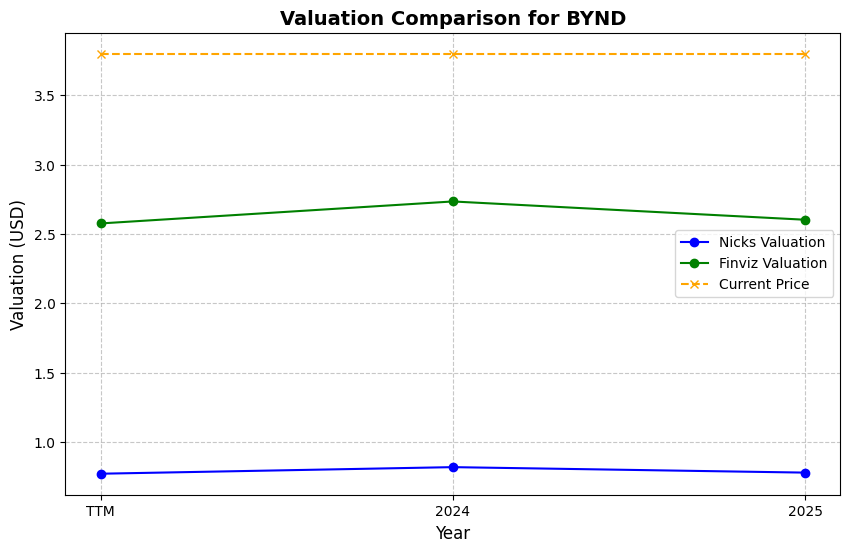 Valuation Comparison for BYND
Valuation (USD)
3.5
3.0
2.5
2.0
1.5
1.0
Nicks Valuation
Finviz Valuation
Current Price
TTM
2024
2025
Year